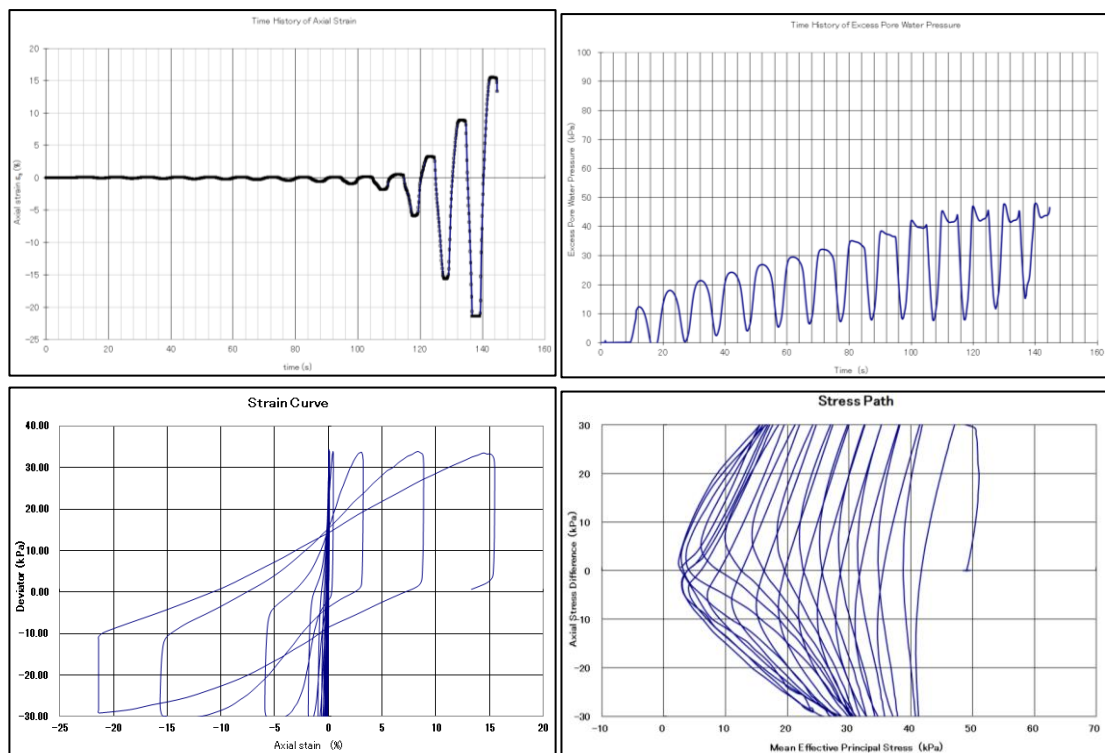 Time History of Axial Strain
20
15
10
5
0
-5
-10
-15
-20
-25
Axial strain εa (%)
0 20 40 60 80 100 120 140 160
time (s)
Time History of Excess Pore Water Pressure
100
90
80
70
60
50
40
30
20
10
0
Excess Pore Water Pressure (kPa)
0 20 40 60 80 100 120 140 160
Time (s)
Strain Curve
40.00
30.00
20.00
10.00
0.00
-10.00
-20.00
-30.00
Deviator (kPa)
-25 -20 -15 -10 -5 0 5 10 15 20
Axial stain (%)
Stress Path
30
20
10
0
-10
-20
-30
Axial Stress Difference (kPa)
-10 0 10 20 30 40 50 60 70
Mean Effective Principal Stress (kPa)